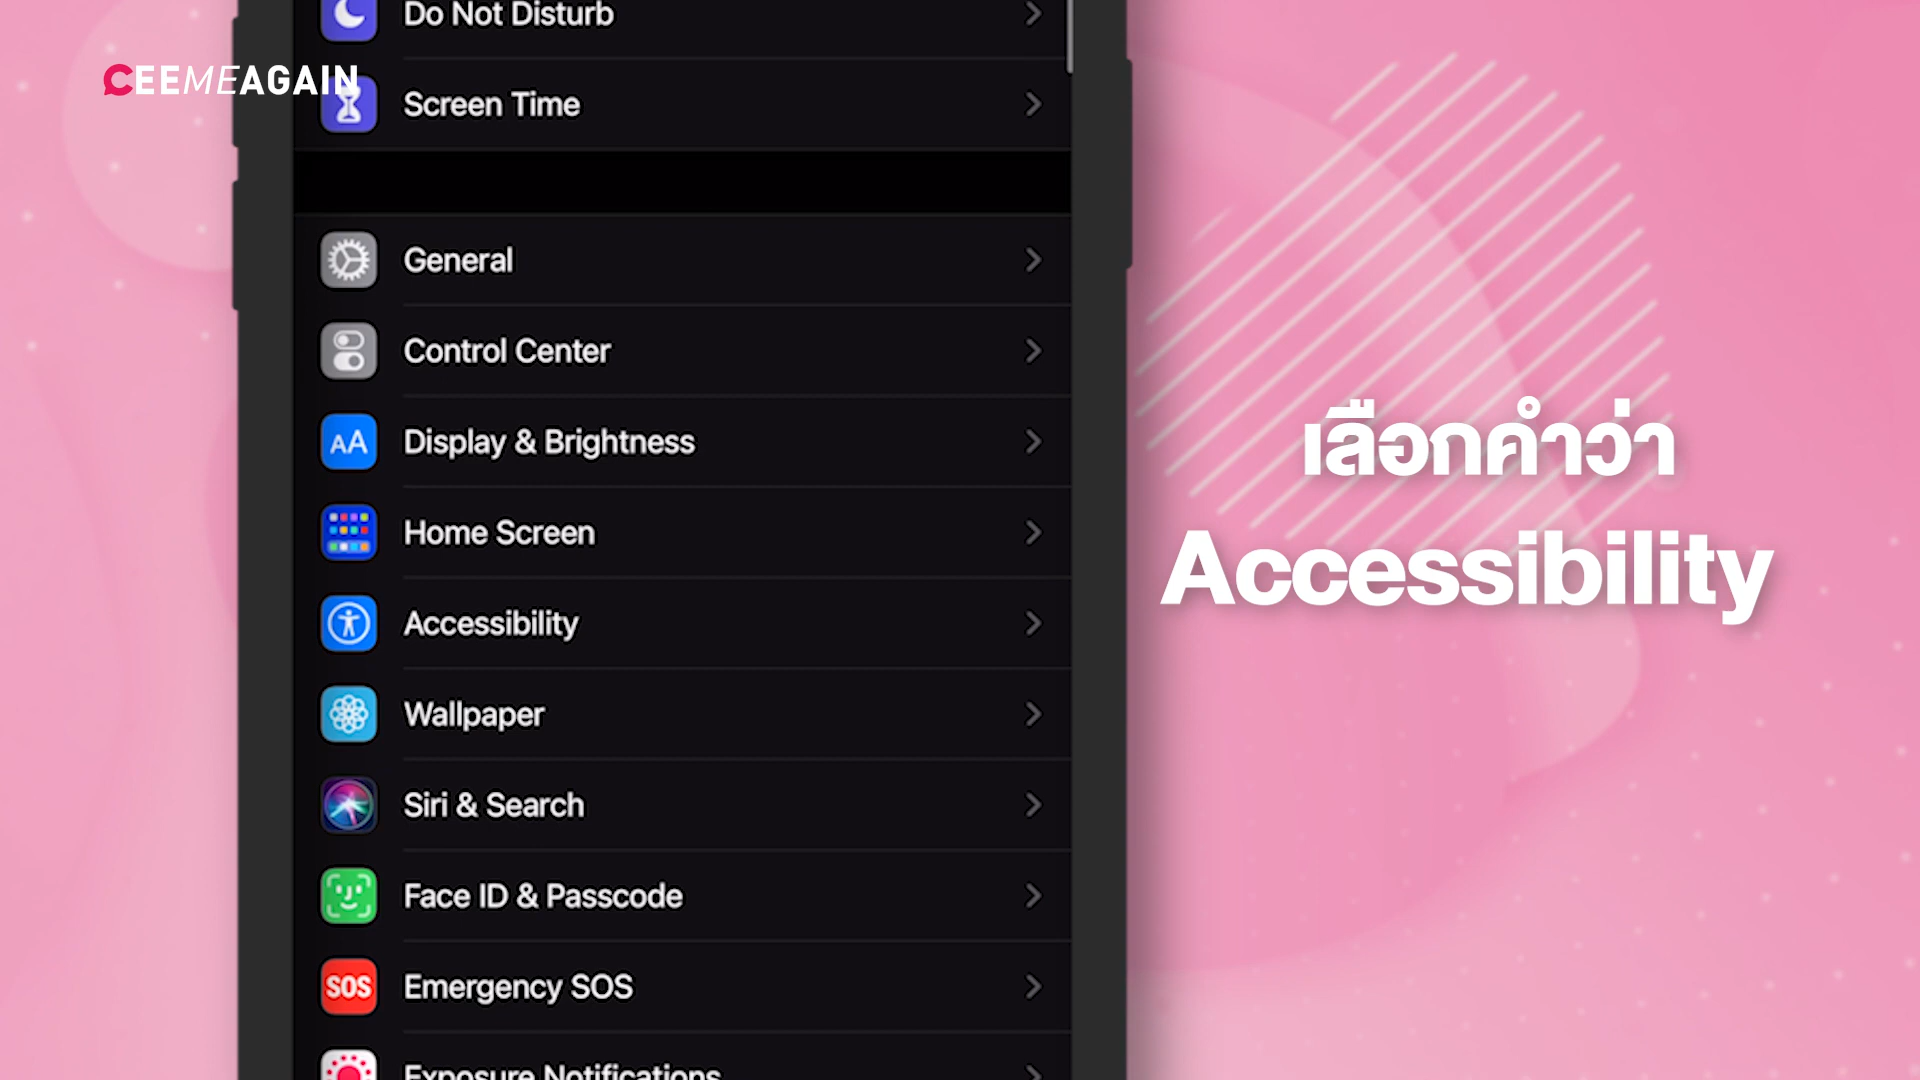 Do Not Disturb
CEEMEAGAIN
Screen Time
General
Control Center
AA
Display & Brightness
Home Screen
Accessibility
Wallpaper
Siri & Search
Face ID & Passcode
SOS
Emergency SOS
Exposure Notifications
เลือกคำว่า
Accessibility